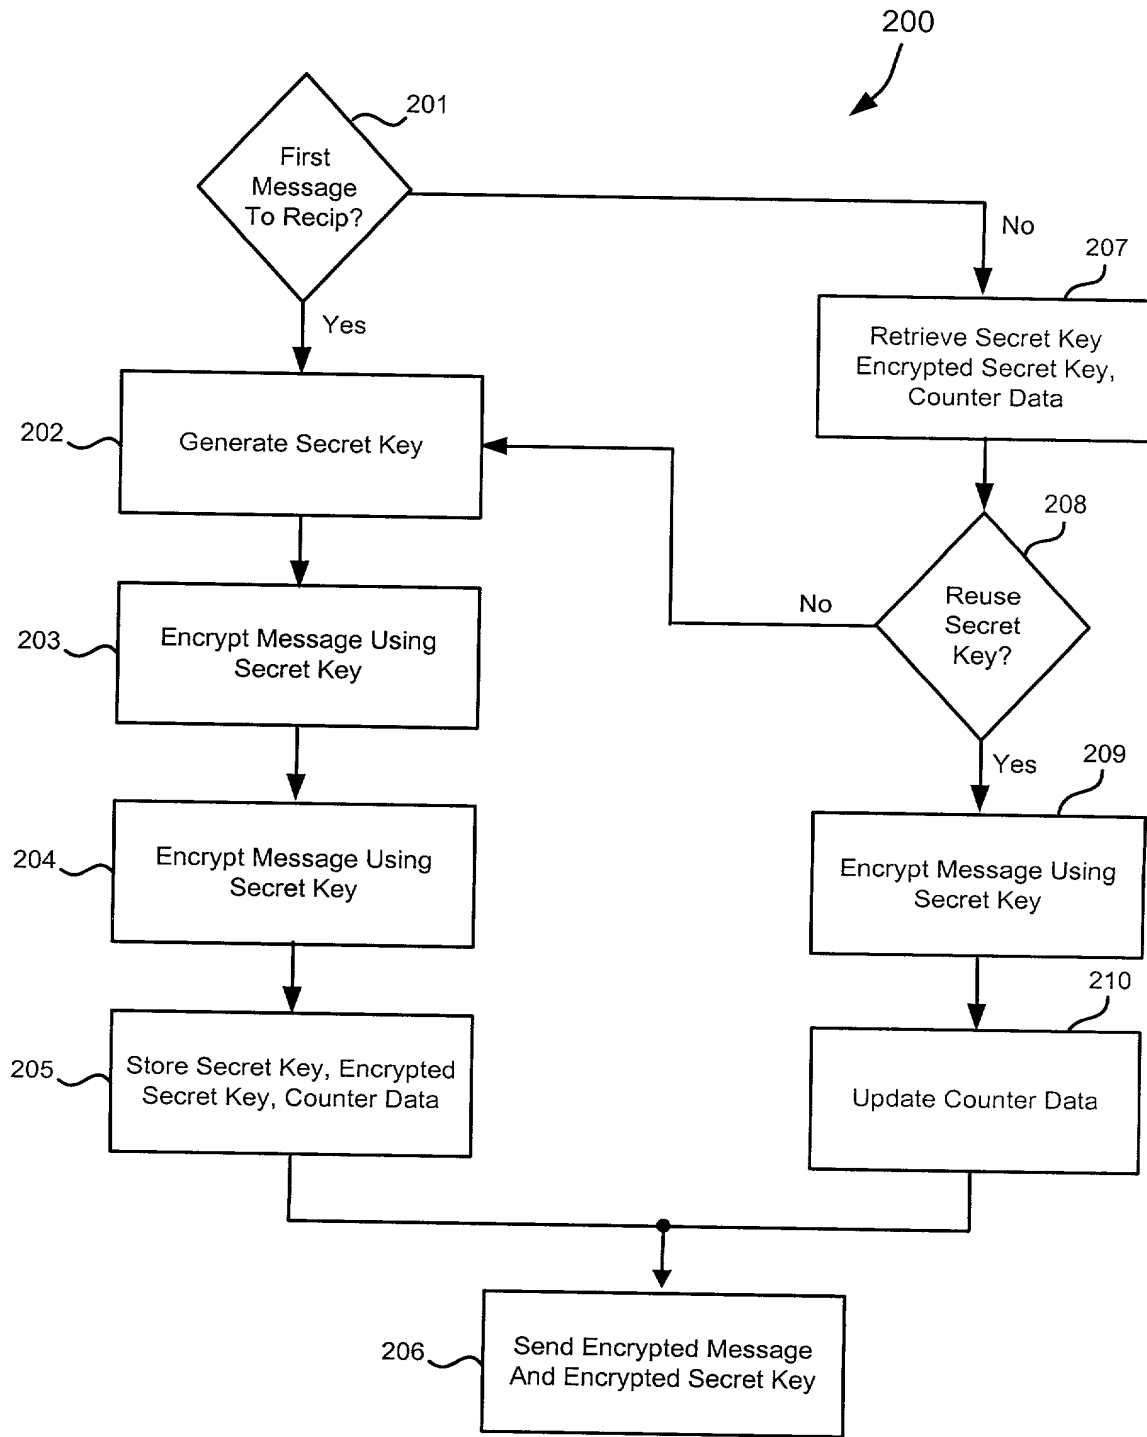 200
201
First
Message
To Recip?
No
Yes
207
Retrieve Secret Key
Encrypted Secret Key,
Counter Data
202
Generate Secret Key
208
Reuse
Secret
Key?
No
203
Encrypt Message Using
Secret Key
Yes
209
204
Encrypt Message Using
Secret Key
Encrypt Message Using
Secret Key
210
205
Store Secret Key, Encrypted
Secret Key, Counter Data
Update Counter Data
206
Send Encrypted Message
And Encrypted Secret Key